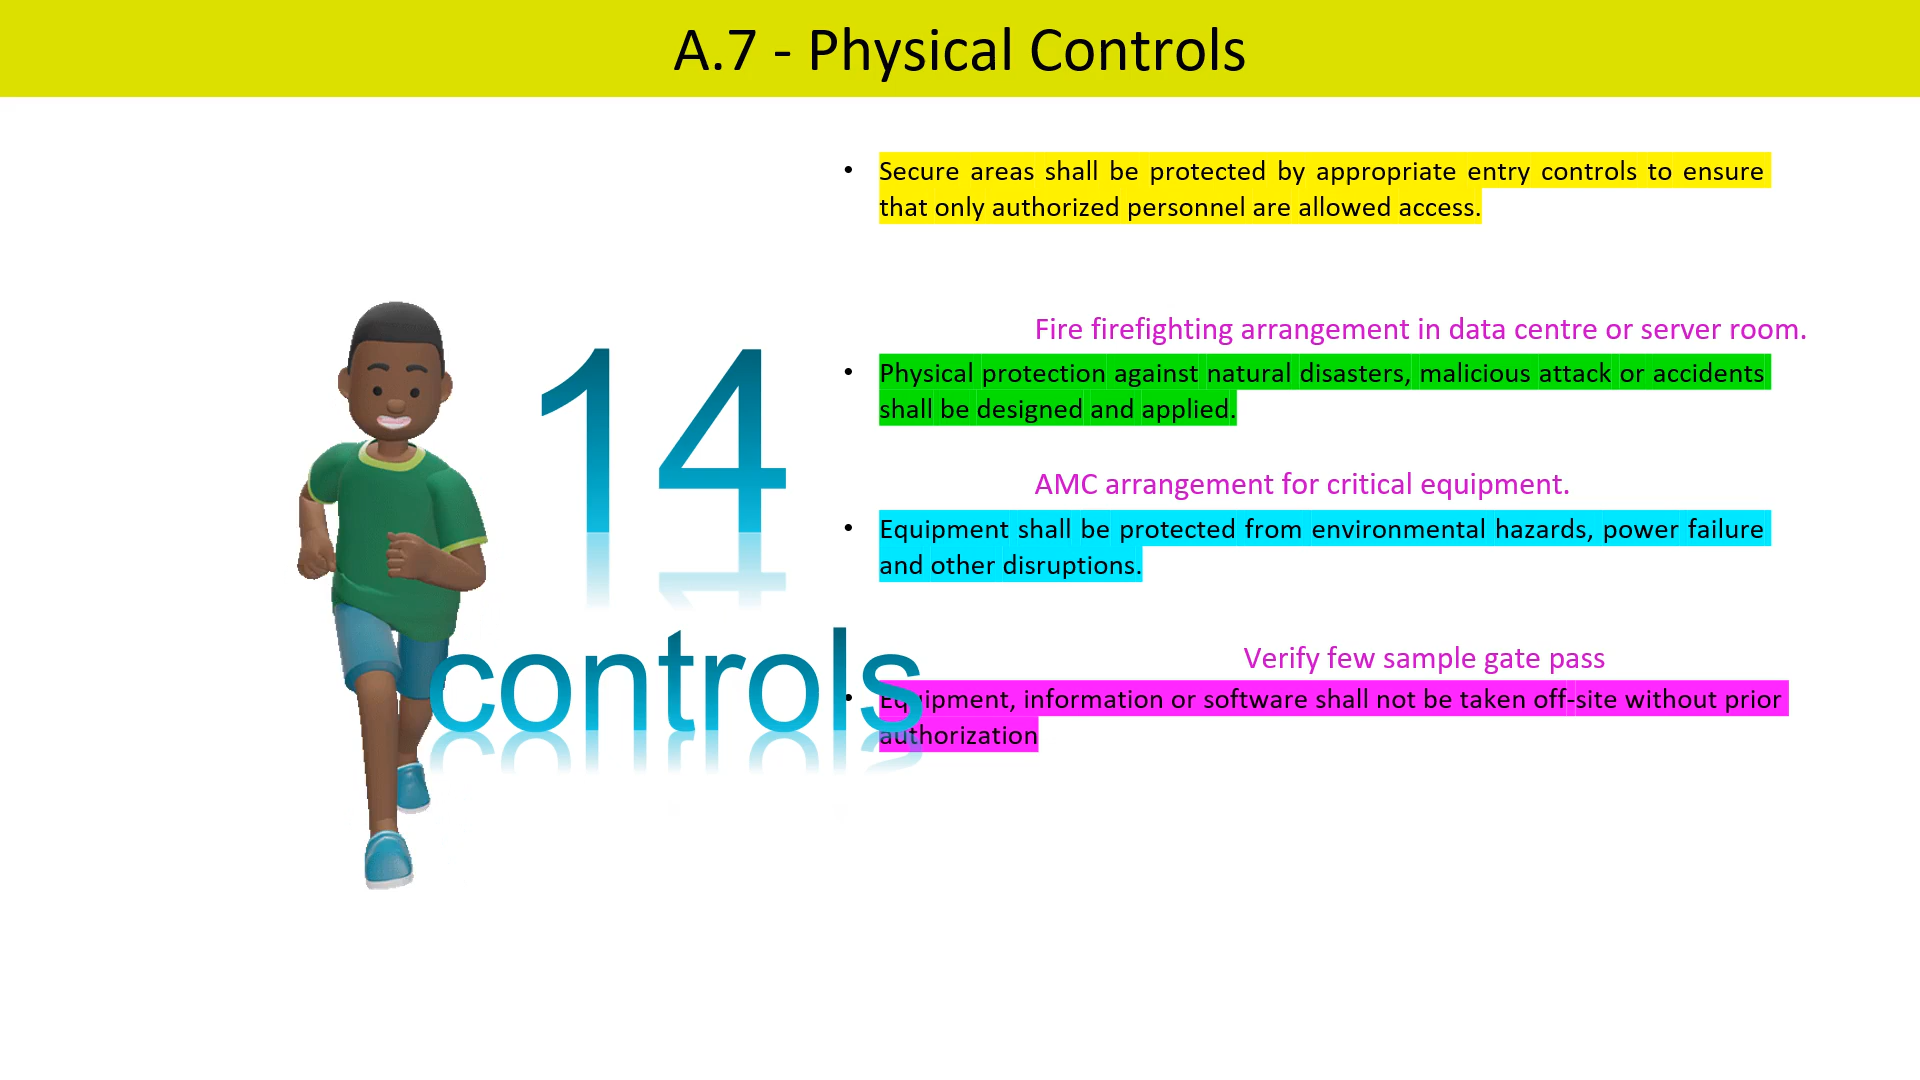 A.7 - Physical Controls
14
controls
• Secure areas shall be protected by appropriate entry controls to ensure
that only authorized personnel are allowed access.
Fire firefighting arrangement in data centre or server room.
• Physical protection against natural disasters, malicious attack or accidents
shall be designed and applied.
AMC arrangement for critical equipment.
• Equipment shall be protected from environmental hazards, power failure
and other disruptions.
Verify few sample gate pass
• Equipment, information or software shall not be taken off-site without prior
authorization